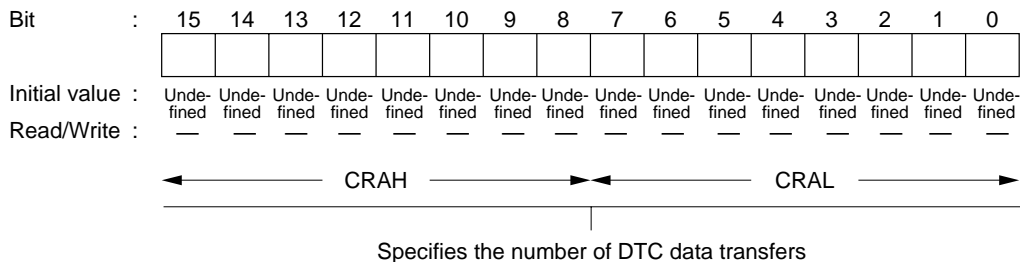 Bit : 15 14 13 12 11 10 9 8 7 6 5 4 3 2 1 0
Initial value : Unde- Unde- Unde- Unde- Unde- Unde- Unde- Unde- Unde- Unde- Unde- Unde- Unde- Unde- Unde- Unde-
fined fined fined fined fined fined fined fined fined fined fined fined fined fined fined fined
Read/Write : — — — — — — — — — — — — — — — —
CRAH CRAL
Specifies the number of DTC data transfers